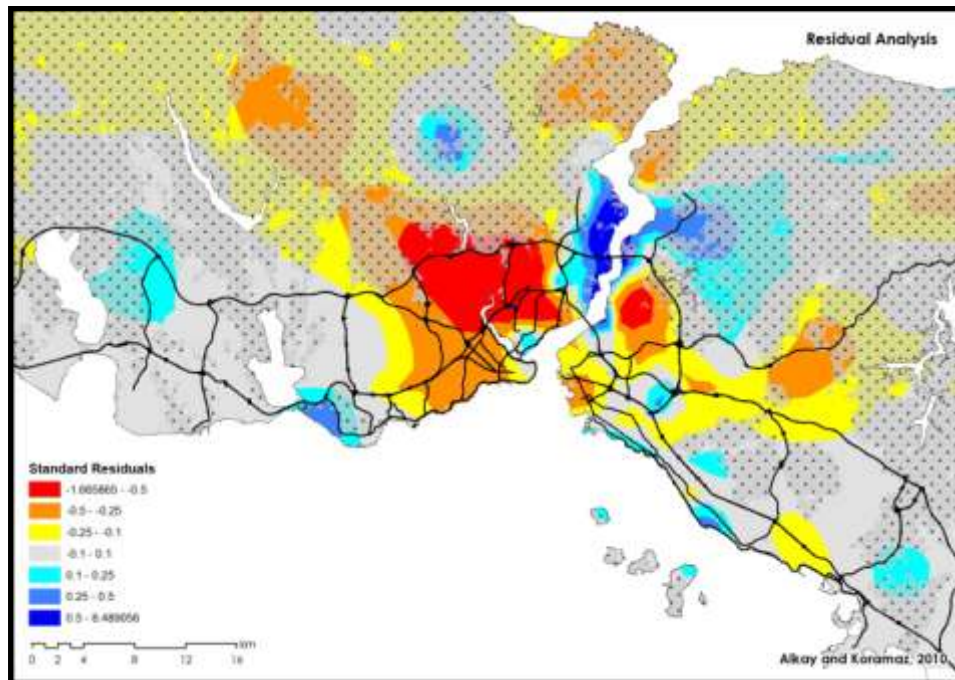 Residual Analysis
Standard Residuals
-1.665865 - -0.5
-0.5 - -0.25
-0.25 - -0.1
-0.1 - 0.1
0.1 - 0.25
0.25 - 0.5
0.5 - 8.489056
km
0 2 4 8 12 16
Alkay and Koramaz, 2010